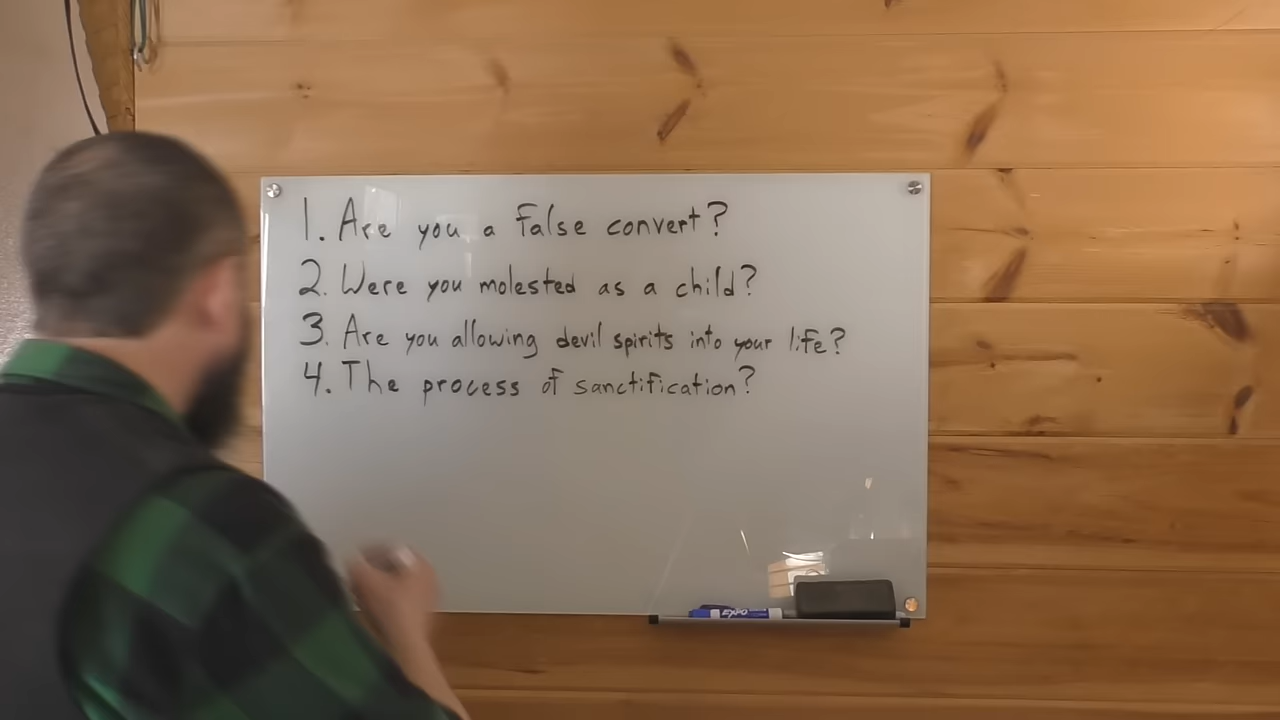 1. Are you a false convert?
2. Were you molested as a child?
3. Are you allowing devil spirits into your life?
4. The process of sanctification?
EXPO